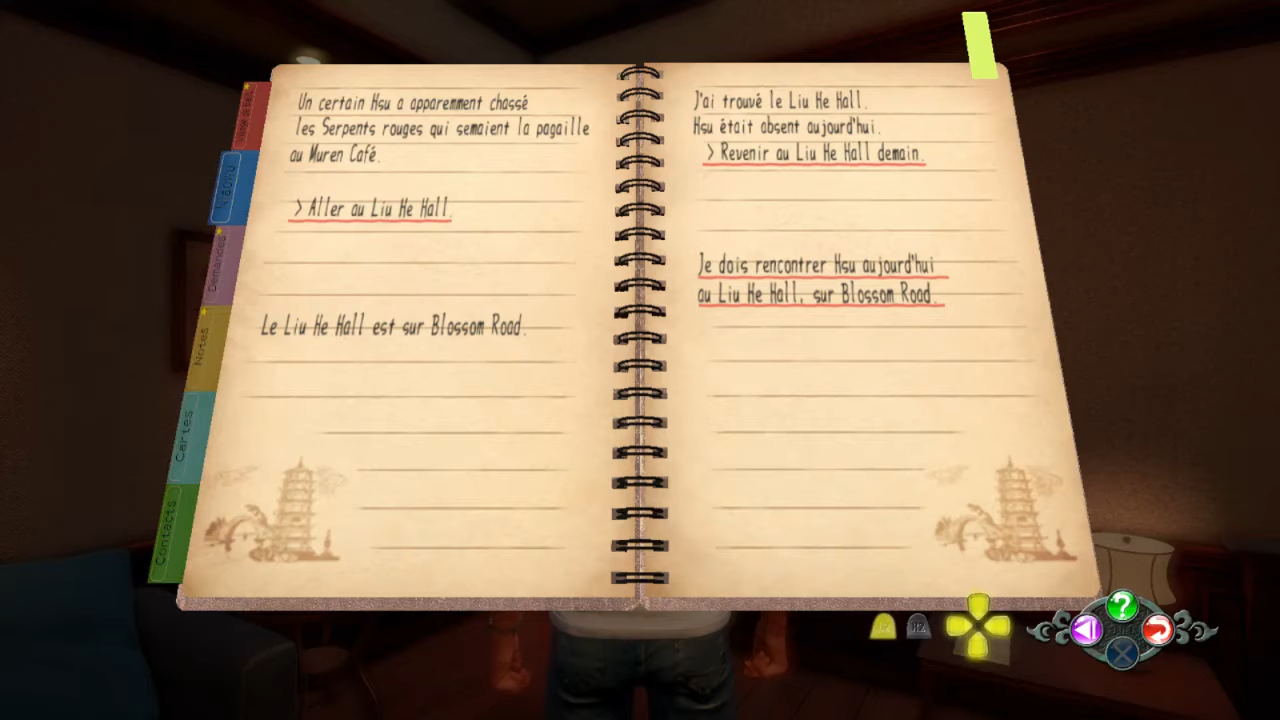 Un certain Hsu a apparemment chassé
les Serpents rouges qui semaient la pagaille
au Muren Café.
> Aller au Liu He Hall.
Le Liu He Hall est sur Blossom Road.
J'ai trouvé le Liu He Hall.
Hsu était absent aujourd'hui.
> Revenir au Liu He Hall demain.
Je dois rencontrer Hsu aujourd'hui
au Liu He Hall, sur Blossom Road.
Niaowu
Demandes
Notes
Cartes
Contacts
R2
?